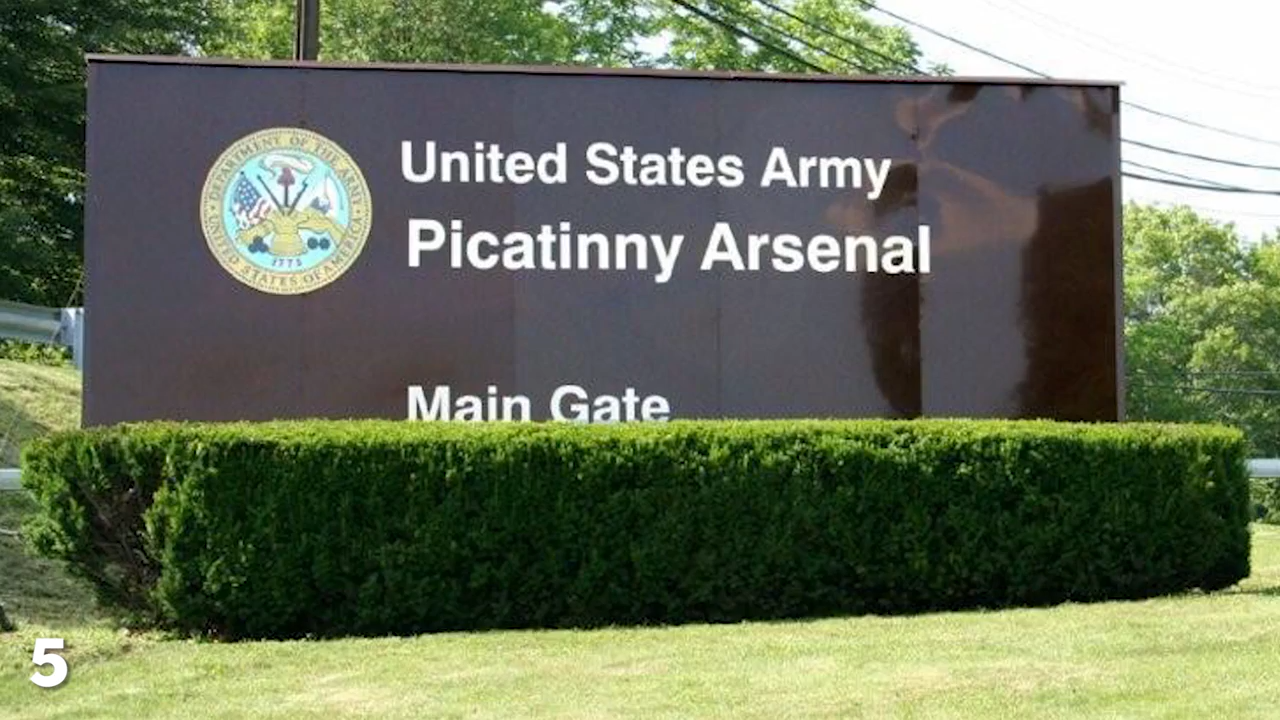 United States Army
Picatinny Arsenal
Main Gate
DEPARTMENT OF THE ARMY
UNITED STATES OF AMERICA
1775
5